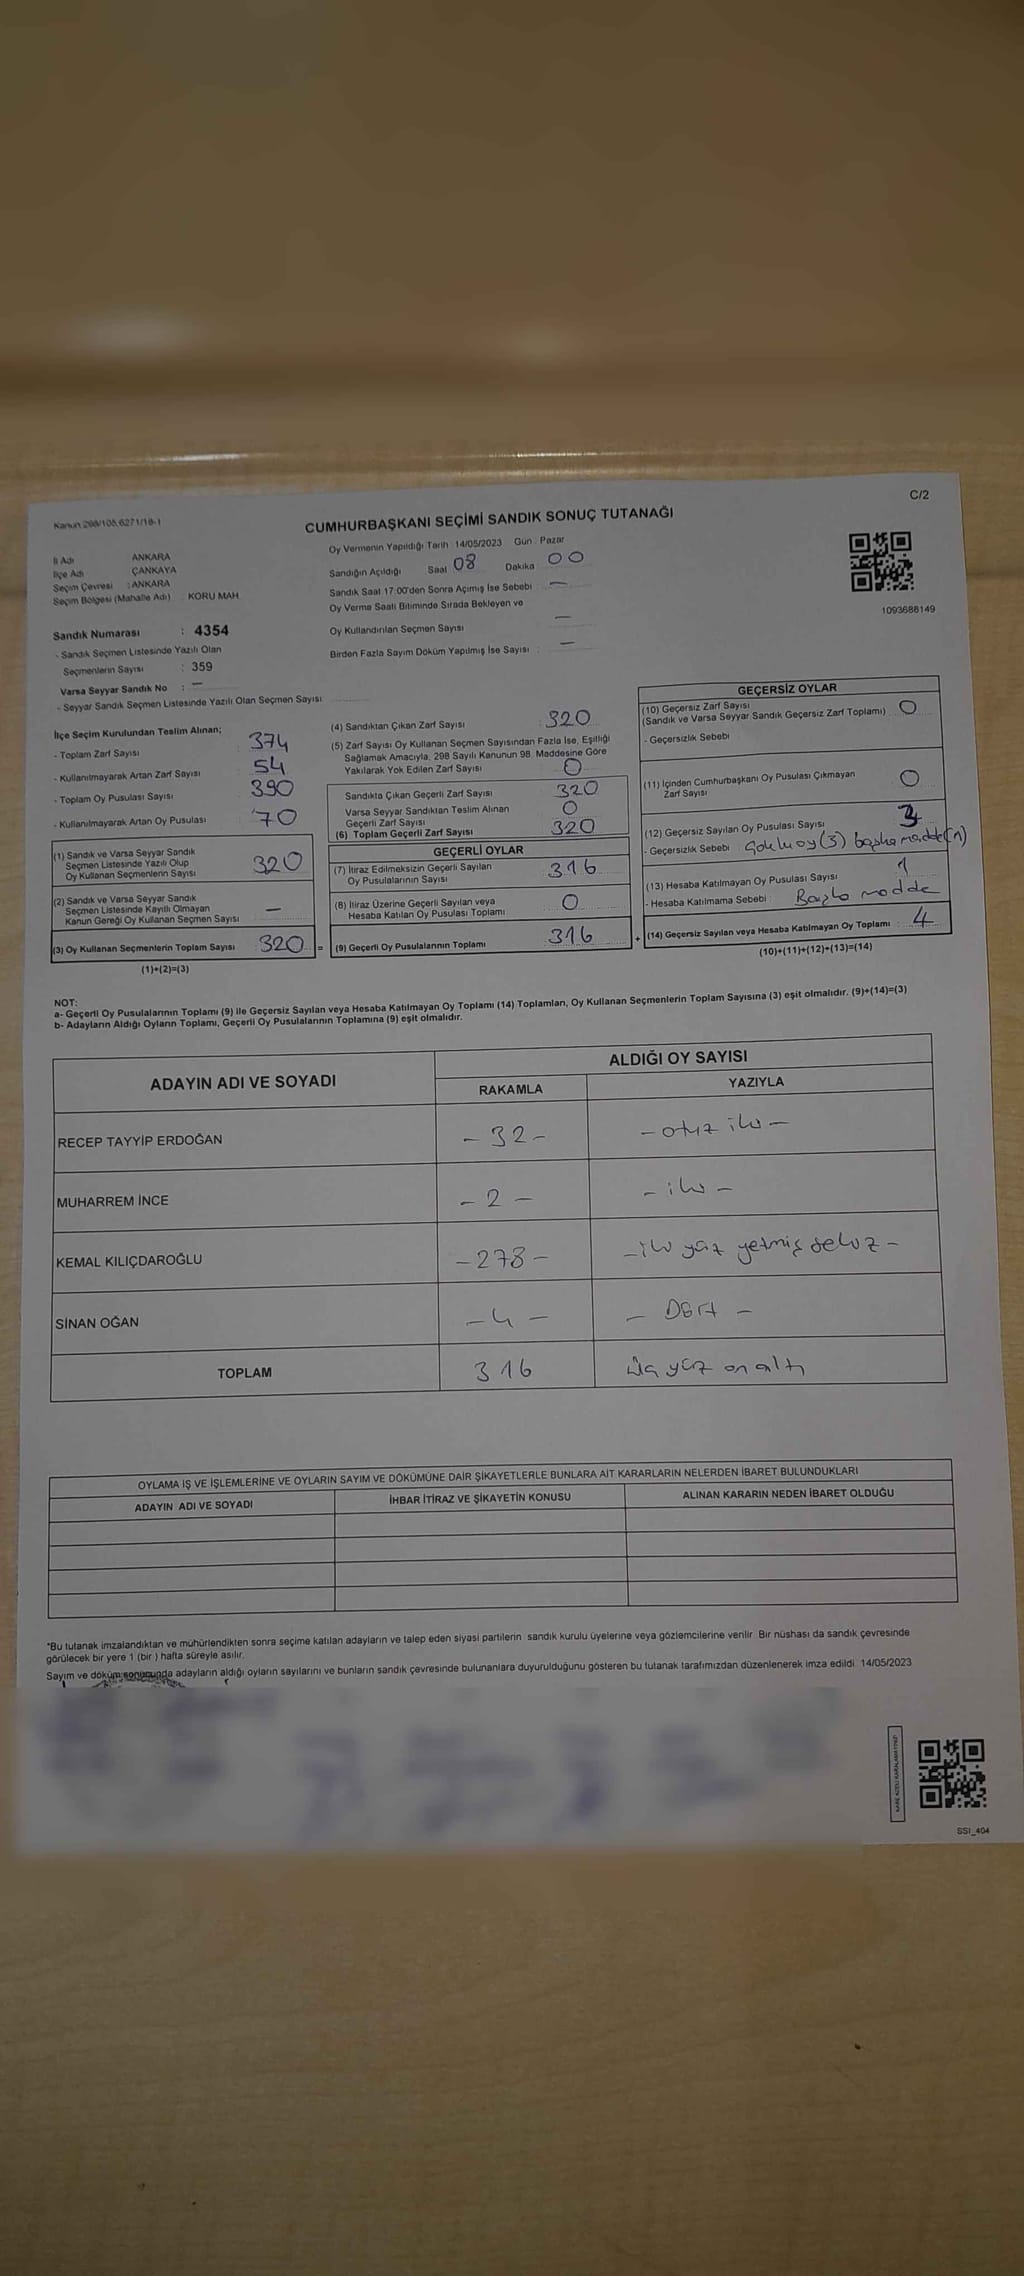 C/2
Kanun:298/105,6271/18-1
CUMHURBAŞKANI SEÇİMİ SANDIK SONUÇ TUTANAĞI
İl Adı ANKARA
İlçe Adı ÇANKAYA
Seçim Çevresi : ANKARA
Seçim Bölgesi (Mahalle Adı) : KORU MAH
Oy Vermenin Yapıldığı Tarih 14/05/2023 Gün : Pazar
Sandığın Açıldığı Saat 08 Dakika 00
Sandık Saat 17:00'den Sonra Açımış İse Sebebi : —
Oy Verme Saati Bitiminde Sırada Bekleyen ve
Oy Kullandırılan Seçmen Sayısı —
Birden Fazla Sayım Döküm Yapılmış İse Sayısı : —
1093688149
Sandık Numarası : 4354
- Sandık Seçmen Listesinde Yazılı Olan
Seçmenlerin Sayısı : 359
Varsa Seyyar Sandık No : —
- Seyyar Sandık Seçmen Listesinde Yazılı Olan Seçmen Sayısı
İlçe Seçim Kurulundan Teslim Alınan;
- Toplam Zarf Sayısı 374
- Kullanılmayarak Artan Zarf Sayısı 54
- Toplam Oy Pusulası Sayısı 390
- Kullanılmayarak Artan Oy Pusulası 70
(1) Sandık ve Varsa Seyyar Sandık
Seçmen Listesinde Yazılı Olup
Oy Kullanan Seçmenlerin Sayısı 320
(2) Sandık ve Varsa Seyyar Sandık
Seçmen Listesinde Kayıtlı Olmayan
Kanun Gereği Oy Kullanan Seçmen Sayısı —
(3) Oy Kullanan Seçmenlerin Toplam Sayısı 320 =
(1)+(2)=(3)
(4) Sandıktan Çıkan Zarf Sayısı : 320
(5) Zarf Sayısı Oy Kullanan Seçmen Sayısından Fazla İse, Eşitliği
Sağlamak Amacıyla, 298 Sayılı Kanunun 98. Maddesine Göre
Yakılarak Yok Edilen Zarf Sayısı 0
Sandıkta Çıkan Geçerli Zarf Sayısı 320
Varsa Seyyar Sandıktan Teslim Alınan
Geçerli Zarf Sayısı 0
(6) Toplam Geçerli Zarf Sayısı 320
GEÇERLİ OYLAR
(7) İtiraz Edilmeksizin Geçerli Sayılan
Oy Pusulalarının Sayısı 316
(8) İtiraz Üzerine Geçerli Sayılan veya
Hesaba Katılan Oy Pusulası Toplamı 0
(9) Geçerli Oy Pusulalarının Toplamı 316 +
GEÇERSİZ OYLAR
(10) Geçersiz Zarf Sayısı
(Sandık ve Varsa Seyyar Sandık Geçersiz Zarf Toplamı) 0
- Geçersizlik Sebebi
(11) İçinden Cumhurbaşkanı Oy Pusulası Çıkmayan
Zarf Sayısı 0
(12) Geçersiz Sayılan Oy Pusulası Sayısı 3
- Geçersizlik Sebebi Çoklu oy (3) başka madde (1)
(13) Hesaba Katılmayan Oy Pusulası Sayısı 1
- Hesaba Katılmama Sebebi : Başka madde
(14) Geçersiz Sayılan veya Hesaba Katılmayan Oy Toplamı 4
(10)+(11)+(12)+(13)=(14)
NOT:
a- Geçerli Oy Pusulalarının Toplamı (9) ile Geçersiz Sayılan veya Hesaba Katılmayan Oy Toplamı (14) Toplamları, Oy Kullanan Seçmenlerin Toplam Sayısına (3) eşit olmalıdır. (9)+(14)=(3)
b- Adayların Aldığı Oyların Toplamı, Geçerli Oy Pusulalarının Toplamına (9) eşit olmalıdır.
ADAYIN ADI VE SOYADI ALDIĞI OY SAYISI
RAKAMLA YAZIYLA
RECEP TAYYİP ERDOĞAN - 32 - - otuz iki -
MUHARREM İNCE - 2 - - iki -
KEMAL KILIÇDAROĞLU - 278 - - iki yüz yetmiş sekiz -
SİNAN OĞAN - 4 - - Dört -
TOPLAM 316 üç yüz on altı
OYLAMA İŞ VE İŞLEMLERİNE VE OYLARIN SAYIM VE DÖKÜMÜNE DAİR ŞİKAYETLERLE BUNLARA AİT KARARLARIN NELERDEN İBARET BULUNDUKLARI
ADAYIN ADI VE SOYADI İHBAR İTİRAZ VE ŞİKAYETİN KONUSU ALINAN KARARIN NEDEN İBARET OLDUĞU
*Bu tutanak imzalandıktan ve mühürlendikten sonra seçime katılan adayların ve talep eden siyasi partilerin sandık kurulu üyelerine veya gözlemcilerine verilir. Bir nüshası da sandık çevresinde
görülecek bir yere 1 (bir) hafta süreyle asılır.
Sayım ve döküm sonucunda adayların aldığı oyların sayılarını ve bunların sandık çevresinde bulunanlara duyurulduğunu gösteren bu tutanak tarafımızdan düzenlenerek imza edildi. 14/05/2023
SSI_404